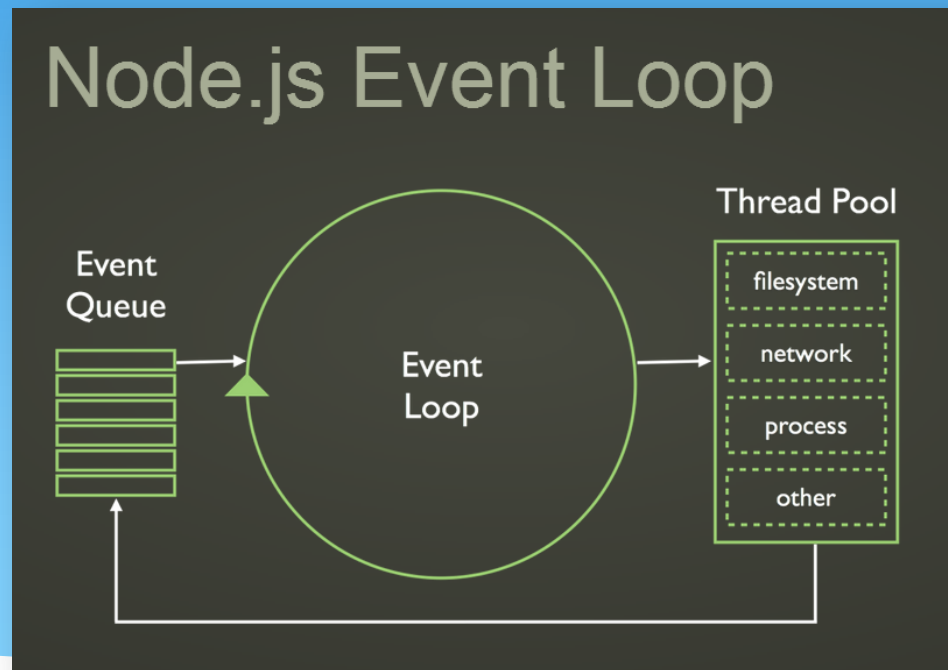 Node.js Event Loop
Event
Queue
Event
Loop
Thread Pool
filesystem
network
process
other